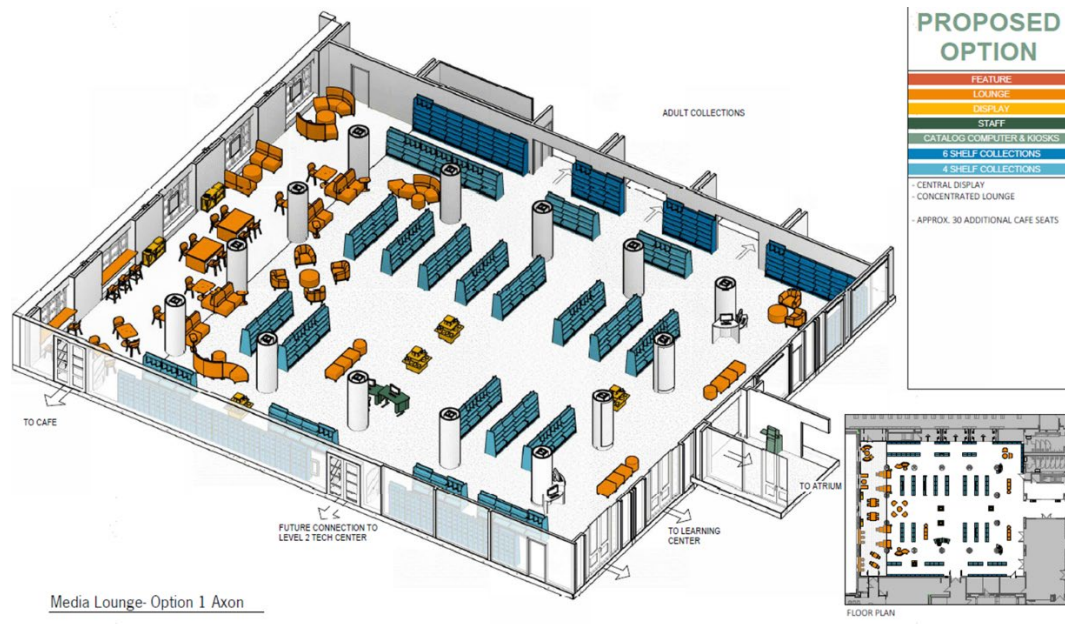 PROPOSED
OPTION
FEATURE
LOUNGE
DISPLAY
STAFF
CATALOG COMPUTER & KIOSKS
6 SHELF COLLECTIONS
4 SHELF COLLECTIONS
- CENTRAL DISPLAY
- CONCENTRATED LOUNGE
- APPROX. 30 ADDITIONAL CAFE SEATS
ADULT COLLECTIONS
TO CAFE
FUTURE CONNECTION TO
LEVEL 2 TECH CENTER
TO LEARNING
CENTER
TO ATRIUM
Media Lounge- Option 1 Axon
FLOOR PLAN